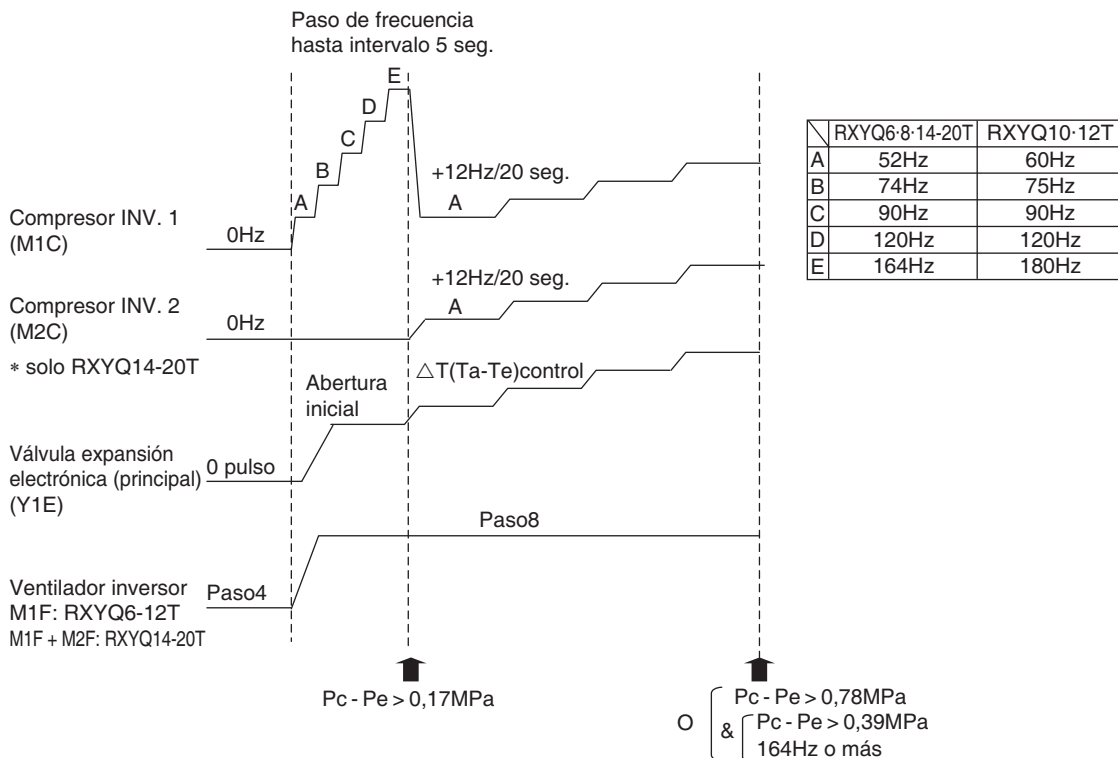 Paso de frecuencia
hasta intervalo 5 seg.
E
D
C
B
A
+12Hz/20 seg.
A
Compresor INV. 1
(M1C)
0Hz
RXYQ6·8·14-20T RXYQ10·12T
A 52Hz 60Hz
B 74Hz 75Hz
C 90Hz 90Hz
D 120Hz 120Hz
E 164Hz 180Hz
+12Hz/20 seg.
A
Compresor INV. 2
(M2C)
0Hz
* solo RXYQ14-20T
Abertura
inicial
△T(Ta-Te)control
Válvula expansión
electrónica (principal)
(Y1E)
0 pulso
Paso8
Ventilador inversor
M1F: RXYQ6-12T
M1F + M2F: RXYQ14-20T
Paso4
Pc - Pe > 0,17MPa
O
Pc - Pe > 0,78MPa
&
Pc - Pe > 0,39MPa
164Hz o más